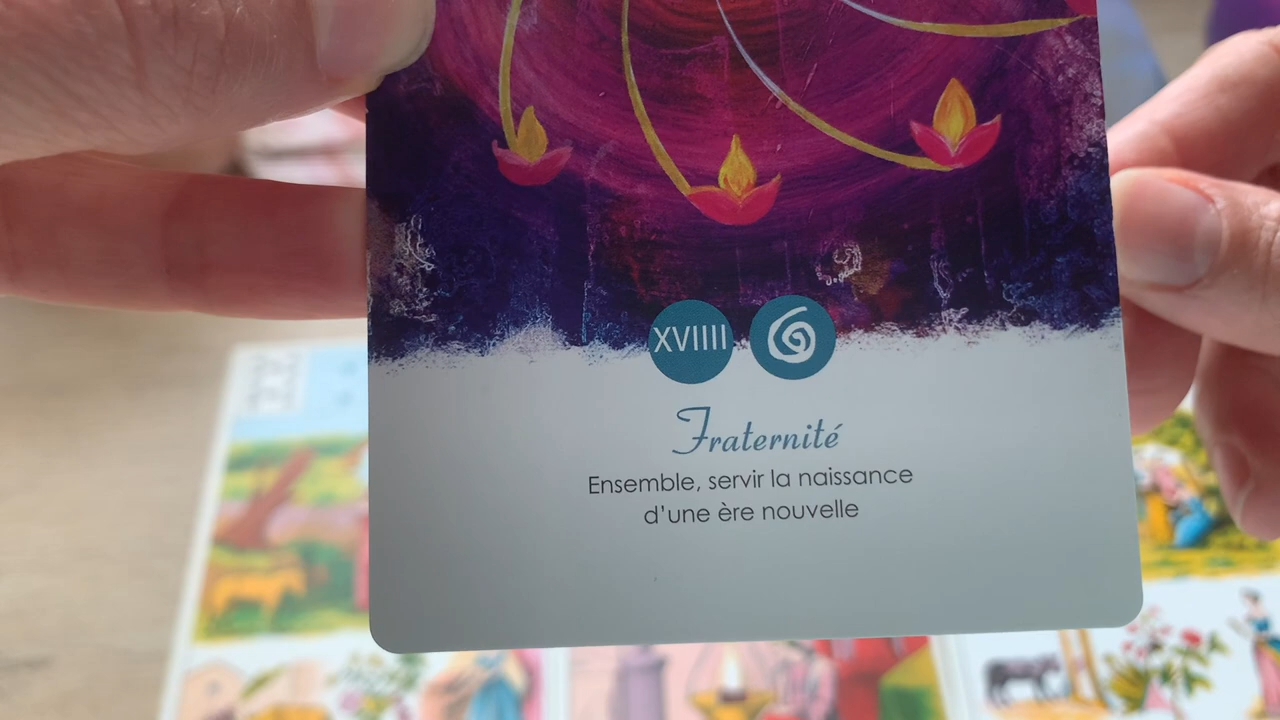 XVIIII
Fraternité
Ensemble, servir la naissance
d'une ère nouvelle